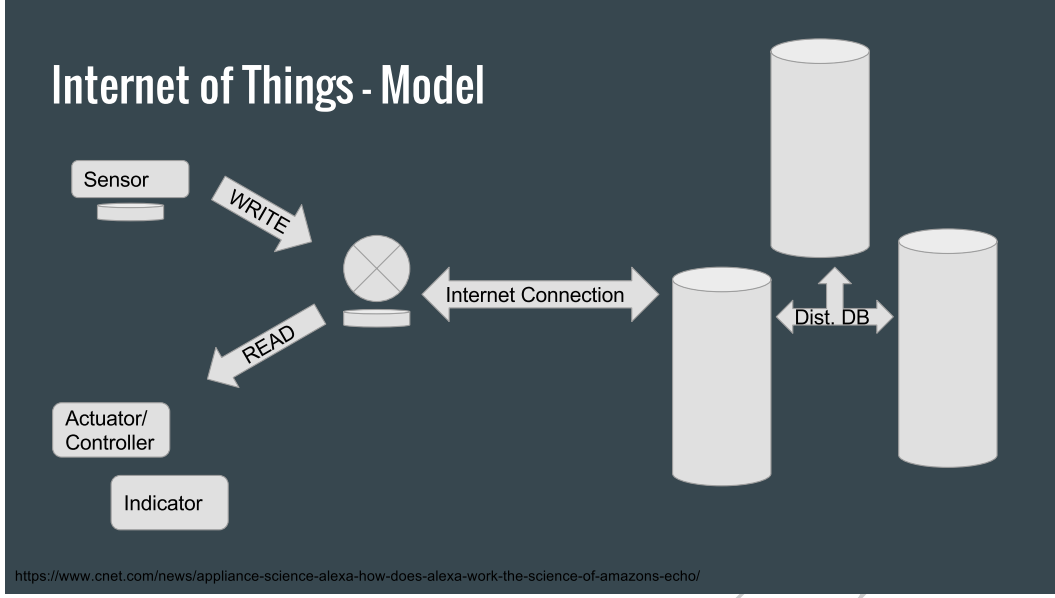 Internet of Things - Model
Sensor
WRITE
Internet Connection
Dist. DB
READ
Actuator/
Controller
Indicator
https://www.cnet.com/news/appliance-science-alexa-how-does-alexa-work-the-science-of-amazons-echo/